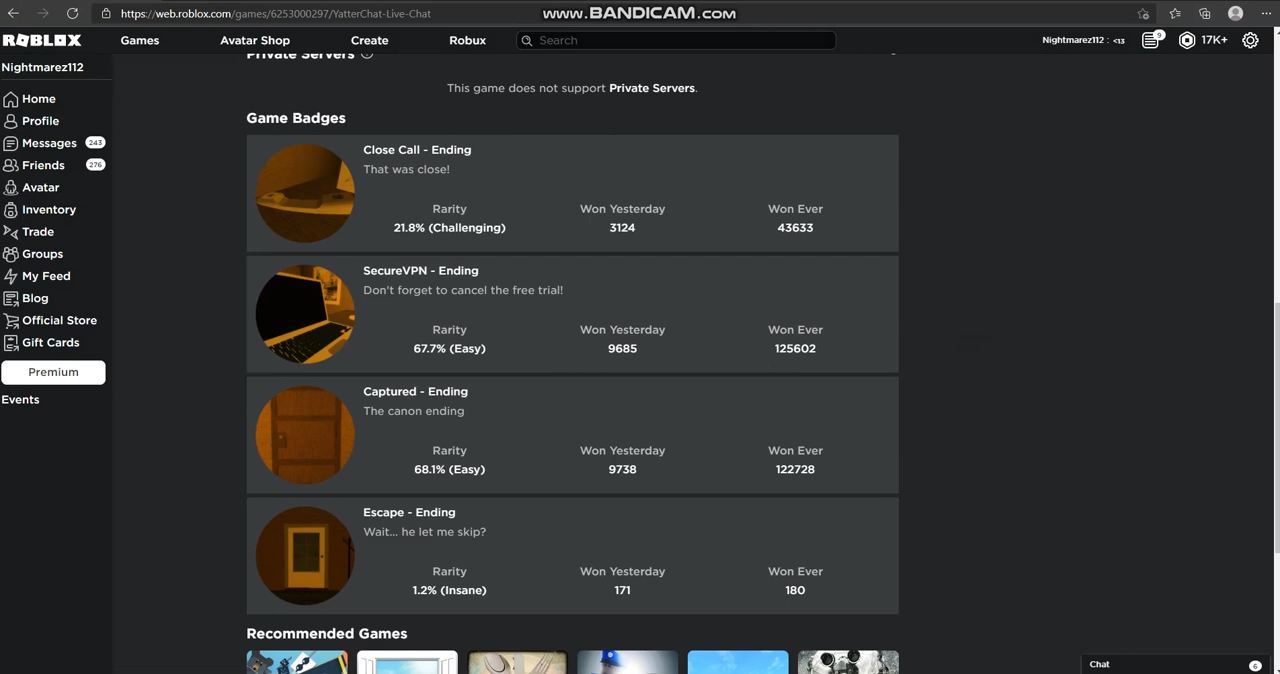 https://web.roblox.com/games/6253000297/YatterChat-Live-Chat
www.BANDICAM.com
ROBLOX
Games
Avatar Shop
Create
Robux
Search
Nightmarez112 : <13
9
17K+
Nightmarez112
Home
Profile
Messages 243
Friends 276
Avatar
Inventory
Trade
Groups
My Feed
Blog
Official Store
Gift Cards
Premium
Events
Private Servers
This game does not support Private Servers.
Game Badges
Close Call - Ending
That was close!
Rarity Won Yesterday Won Ever
21.8% (Challenging) 3124 43633
SecureVPN - Ending
Don't forget to cancel the free trial!
Rarity Won Yesterday Won Ever
67.7% (Easy) 9685 125602
Captured - Ending
The canon ending
Rarity Won Yesterday Won Ever
68.1% (Easy) 9738 122728
Escape - Ending
Wait... he let me skip?
Rarity Won Yesterday Won Ever
1.2% (Insane) 171 180
Recommended Games
Chat 6